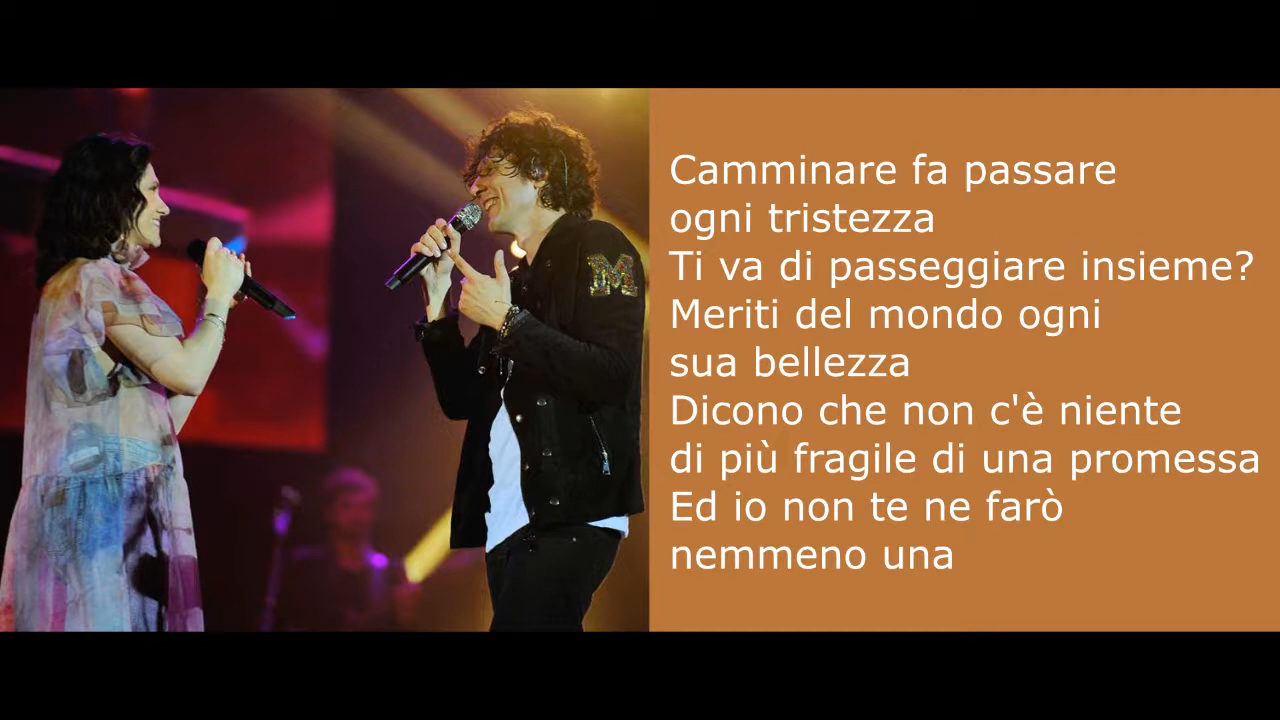 Camminare fa passare
ogni tristezza
Ti va di passeggiare insieme?
Meriti del mondo ogni
sua bellezza
Dicono che non c'è niente
di più fragile di una promessa
Ed io non te ne farò
nemmeno una
M